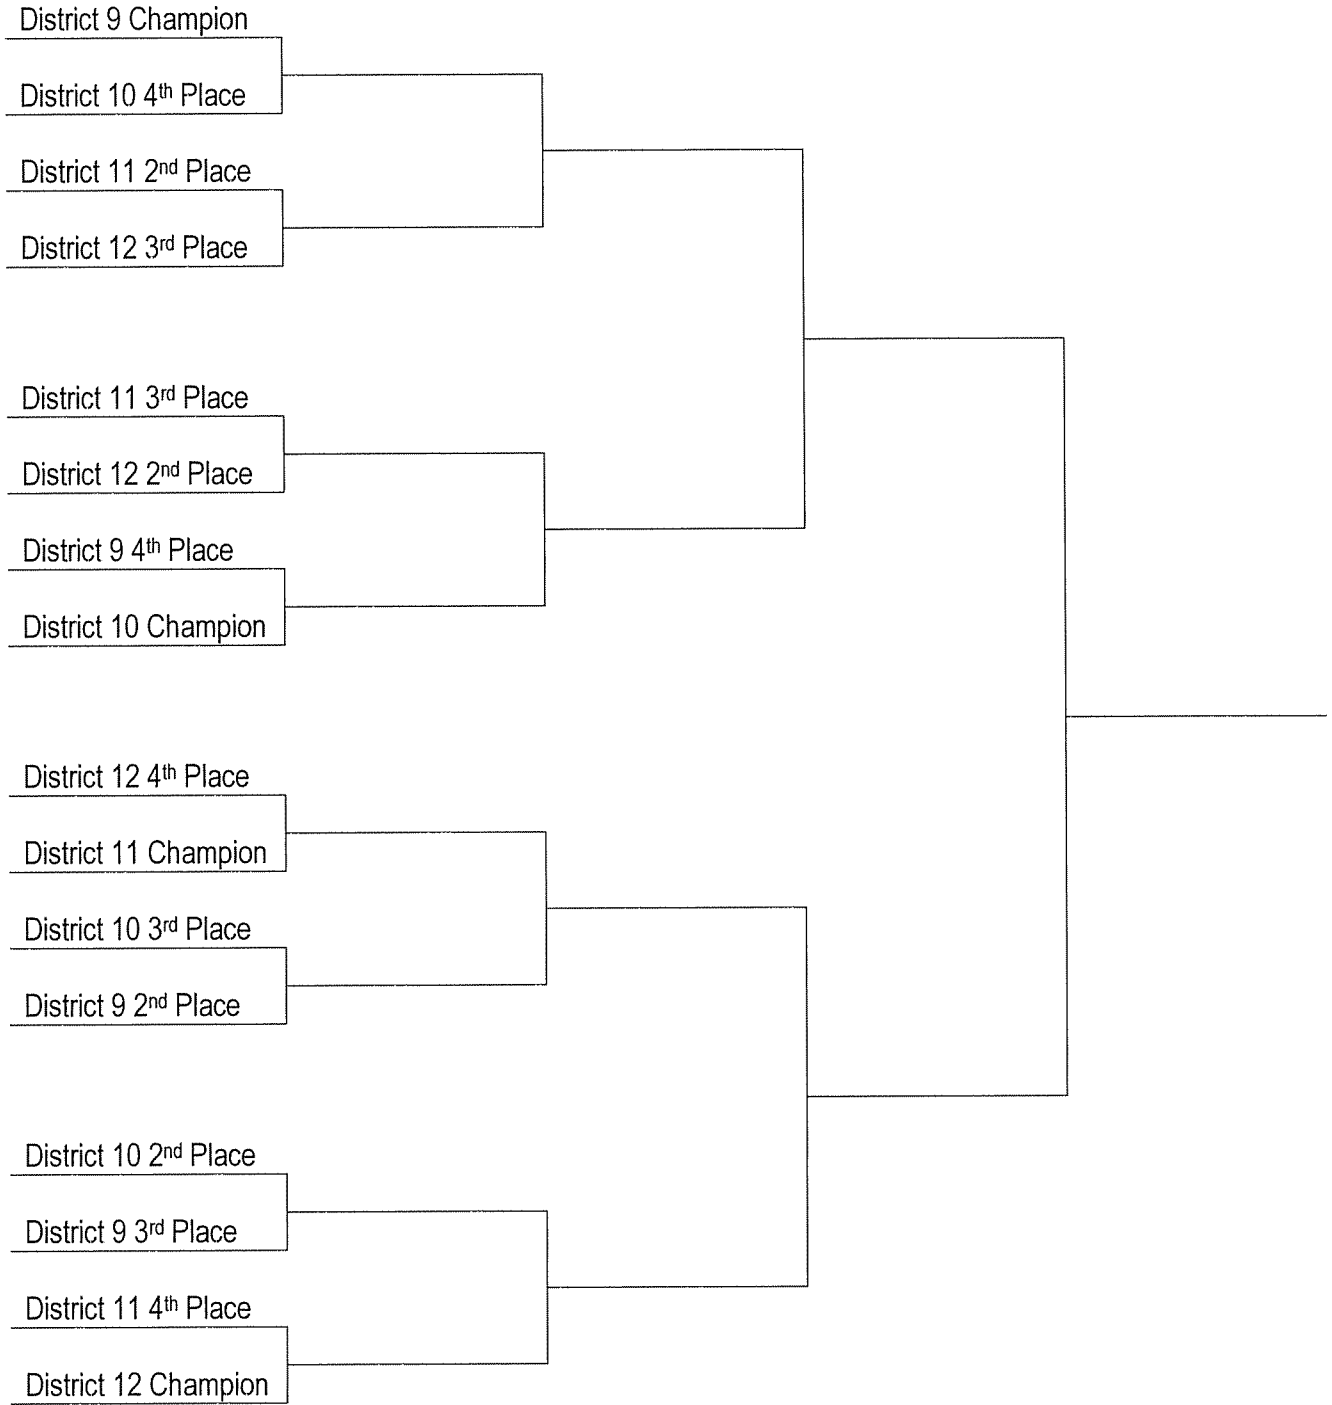 District 9 Champion
District 10 4th Place
District 11 2nd Place
District 12 3rd Place
District 11 3rd Place
District 12 2nd Place
District 9 4th Place
District 10 Champion
District 12 4th Place
District 11 Champion
District 10 3rd Place
District 9 2nd Place
District 10 2nd Place
District 9 3rd Place
District 11 4th Place
District 12 Champion